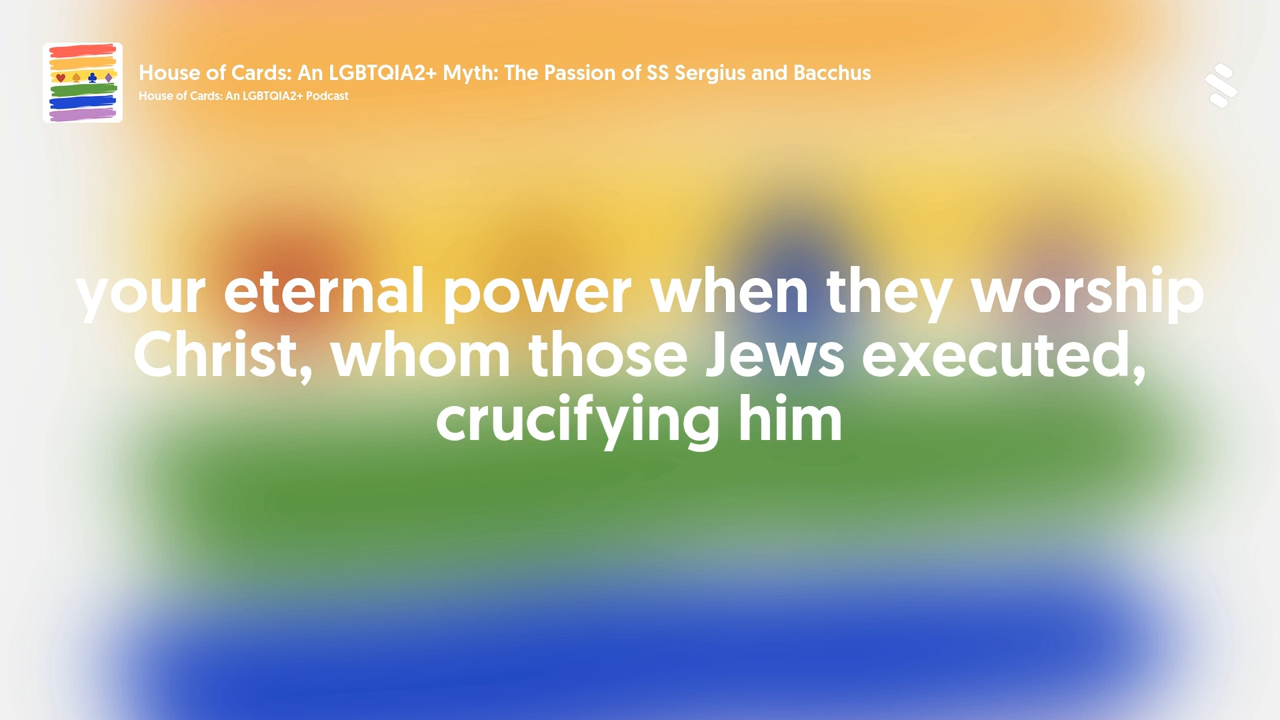 House of Cards: An LGBTQIA2+ Myth: The Passion of SS Sergius and Bacchus
House of Cards: An LGBTQIA2+ Podcast
your eternal power when they worship
Christ, whom those Jews executed,
crucifying him